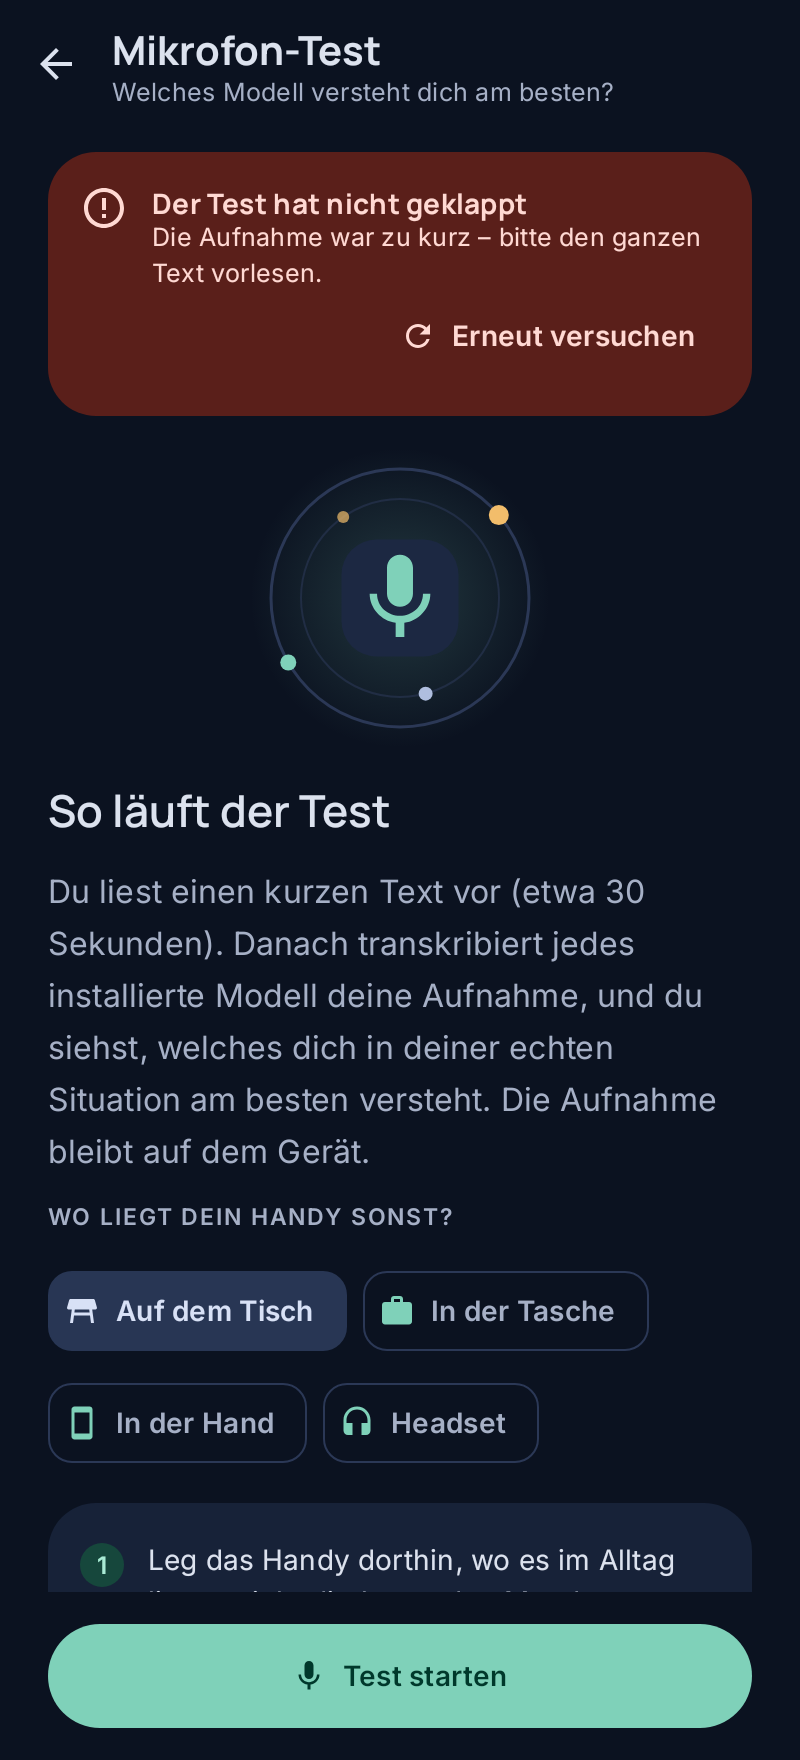 Mikrofon-Test
Welches Modell versteht dich am besten?
Der Test hat nicht geklappt
Die Aufnahme war zu kurz – bitte den ganzen
Text vorlesen.
Erneut versuchen
So läuft der Test
Du liest einen kurzen Text vor (etwa 30
Sekunden). Danach transkribiert jedes
installierte Modell deine Aufnahme, und du
siehst, welches dich in deiner echten
Situation am besten versteht. Die Aufnahme
bleibt auf dem Gerät.
WO LIEGT DEIN HANDY SONST?
Auf dem Tisch
In der Tasche
In der Hand
Headset
1 Leg das Handy dorthin, wo es im Alltag
Test starten